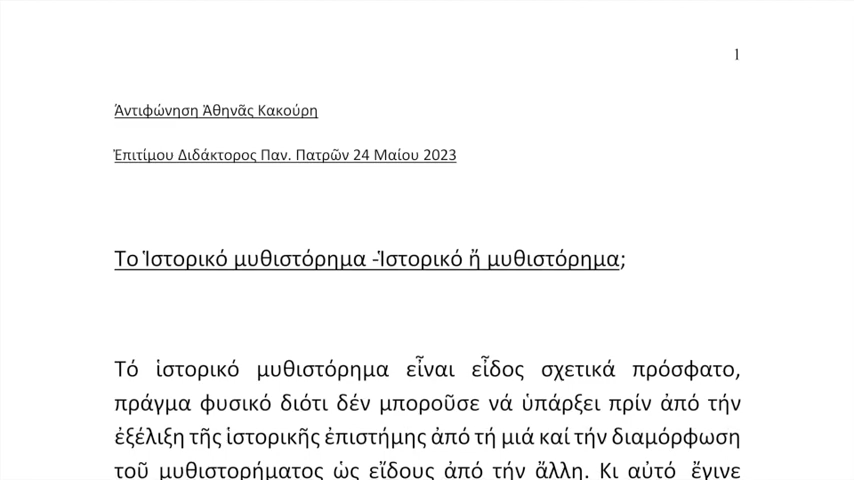 1
Ἀντιφώνηση Ἀθηνᾶς Κακούρη
Ἐπιτίμου Διδάκτορος Παν. Πατρῶν 24 Μαίου 2023
Το Ἱστορικό μυθιστόρημα -Ἱστορικό ἤ μυθιστόρημα;
Τό ἱστορικό μυθιστόρημα εἶναι εἶδος σχετικά πρόσφατο,
πράγμα φυσικό διότι δέν μποροῦσε νά ὑπάρξει πρίν ἀπό τήν
ἐξέλιξη τῆς ἱστορικῆς ἐπιστήμης ἀπό τή μιά καί τήν διαμόρφωση
τοῦ μυθιστορήματος ὡς εἴδους ἀπό τήν ἄλλη. Κι αὐτό ἔγινε